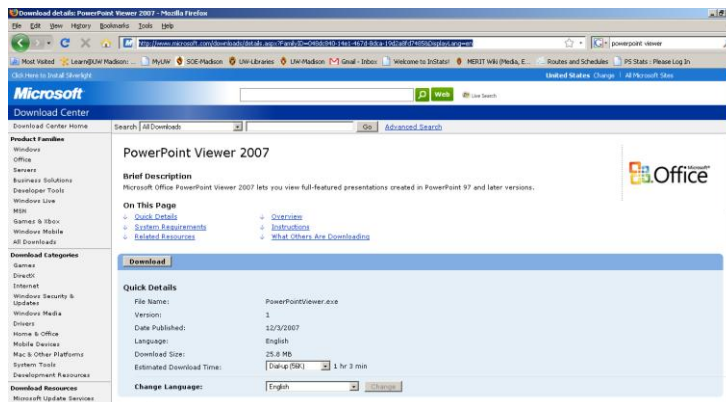 Download details: PowerPoint Viewer 2007 - Mozilla Firefox
File Edit View History Bookmarks Tools Help
powerpoint viewer
Most Visited Learn@UW Madison: ... MyUW SOE-Madison UW-Libraries UW-Madison Gmail - Inbox Welcome to InStats! MERIT Wiki (Media, E... Routes and Schedules PS Stats : Please Log In
Click Here to Install Silverlight United States Change | All Microsoft Sites
Microsoft Web Live Search
Download Center
Download Center Home Search All Downloads Go Advanced Search
Product Families
Windows
Office
Servers
Business Solutions
Developer Tools
Windows Live
MSN
Games & Xbox
Windows Mobile
All Downloads
Download Categories
Games
DirectX
Internet
Windows Security & Updates
Windows Media
Drivers
Home & Office
Mobile Devices
Mac & Other Platforms
System Tools
Development Resources
Download Resources
Microsoft Update Services
PowerPoint Viewer 2007
Microsoft Office
Brief Description
Microsoft Office PowerPoint Viewer 2007 lets you view full-featured presentations created in PowerPoint 97 and later versions.
On This Page
Quick Details Overview
System Requirements Instructions
Related Resources What Others Are Downloading
Download
Quick Details
File Name: PowerPointViewer.exe
Version: 1
Date Published: 12/3/2007
Language: English
Download Size: 25.8 MB
Estimated Download Time: Dial-up (56K) 1 hr 3 min
Change Language: English Change